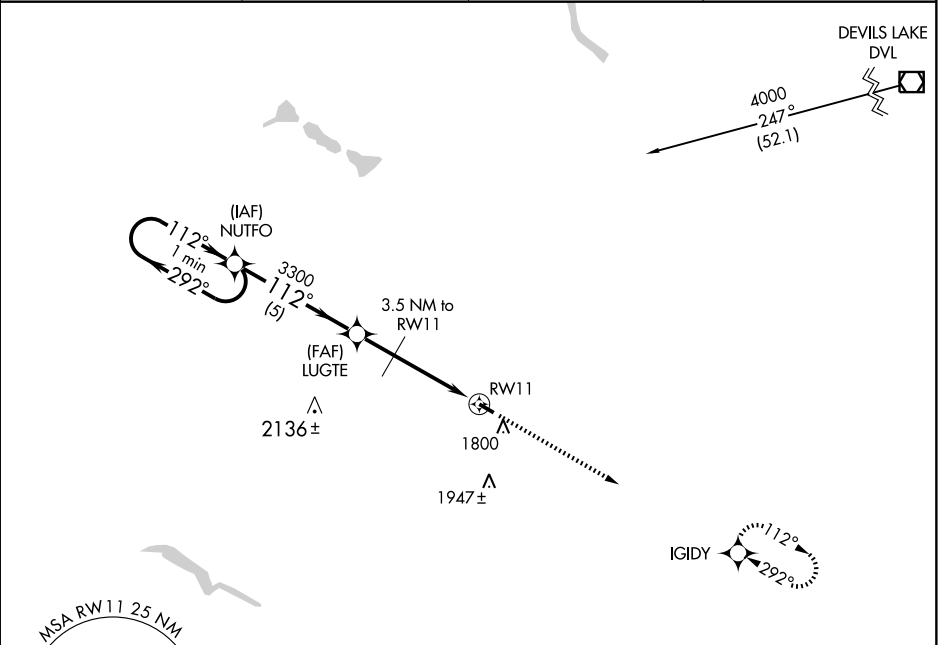 DEVILS LAKE
DVL
4000
247°
(52.1)
(IAF)
NUTFO
112°
1 min
292°
3300
112°
(5)
3.5 NM to
RW11
(FAF)
LUGTE
RW11
2136±
1800
1947±
IGIDY
112°
292°
MSA RW11 25 NM